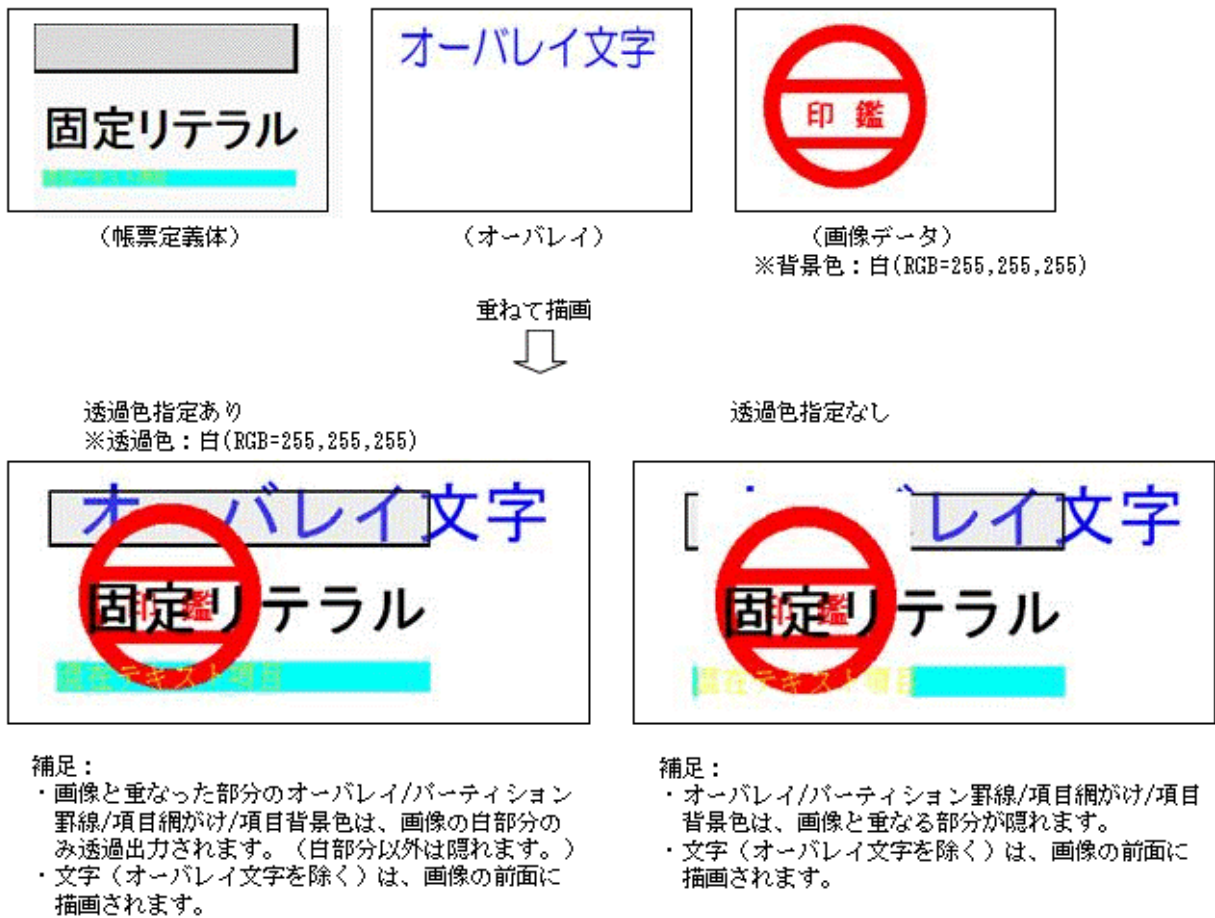 オーバレイ文字
印 鑑
固定リテラル
（帳票定義体）
（オーバレイ）
（画像データ）
※背景色：白(RGB=255,255,255)
重ねて描画
透過色指定あり
※透過色：白(RGB=255,255,255)
透過色指定なし
オーバレイ文字
固定リテラル
印 鑑
混在テキスト項目
レイ文字
固定リテラル
印 鑑
混在テキスト項目
補足：
・画像と重なった部分のオーバレイ/パーティション
罫線/項目網がけ/項目背景色は、画像の白部分の
み透過出力されます。（白部分以外は隠れます。）
・文字（オーバレイ文字を除く）は、画像の前面に
描画されます。
補足：
・オーバレイ/パーティション罫線/項目網がけ/項目
背景色は、画像と重なる部分が隠れます。
・文字（オーバレイ文字を除く）は、画像の前面に
描画されます。